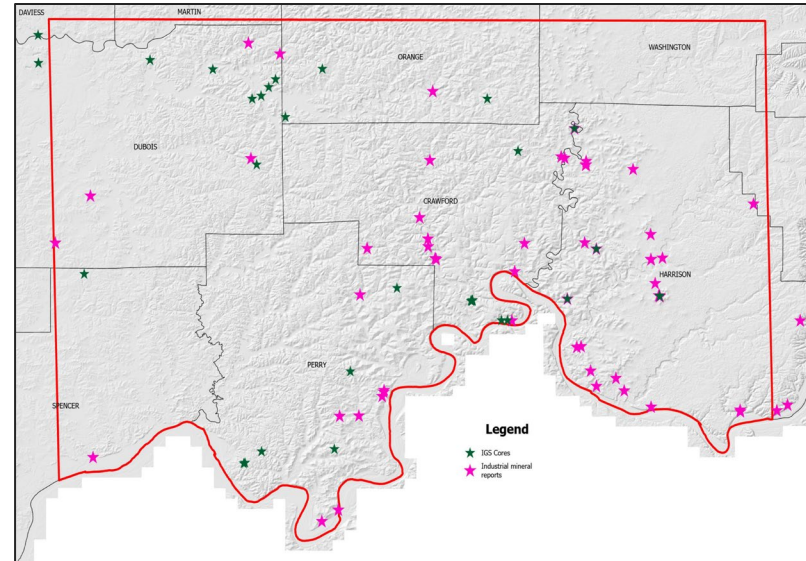 DAVIESS
MARTIN
ORANGE
WASHINGTON
DUBOIS
CRAWFORD
HARRISON
PERRY
SPENCER
Legend
IGS Cores
Industrial mineral
reports